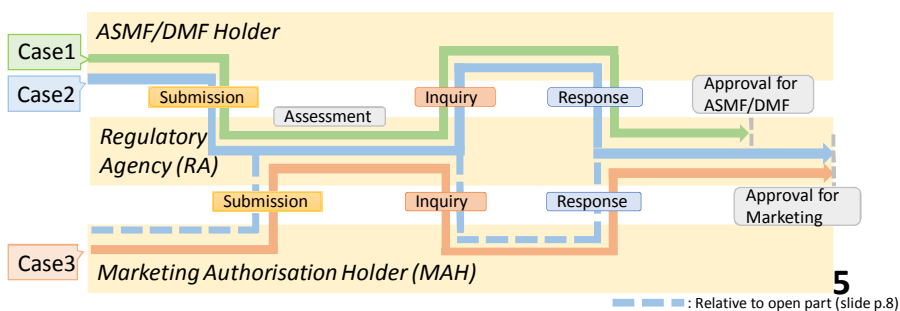 ASMF/DMF Holder
Case1
Case2
Submission
Inquiry
Response
Approval for
ASMF/DMF
Assessment
Regulatory
Agency (RA)
Submission
Inquiry
Response
Approval for
Marketing
Case3
Marketing Authorisation Holder (MAH)
5
: Relative to open part (slide p.8)